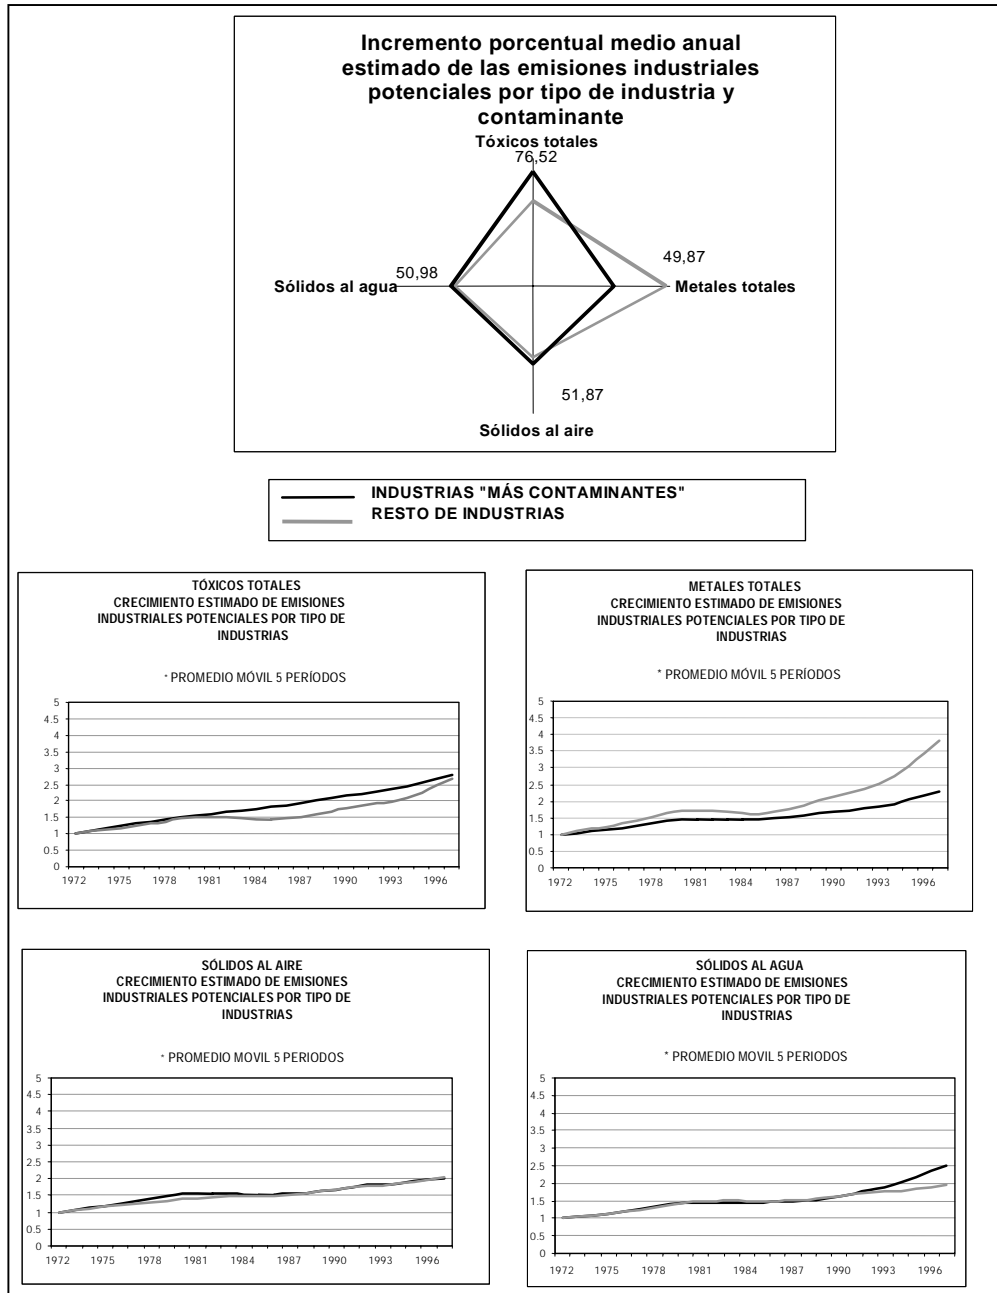 Incremento porcentual medio anual
estimado de las emisiones industriales
potenciales por tipo de industria y
contaminante
Tóxicos totales
76,52
49,87
50,98
Sólidos al agua
Metales totales
51,87
Sólidos al aire
INDUSTRIAS "MÁS CONTAMINANTES"
RESTO DE INDUSTRIAS
TÓXICOS TOTALES
CRECIMIENTO ESTIMADO DE EMISIONES
INDUSTRIALES POTENCIALES POR TIPO DE
INDUSTRIAS
* PROMEDIO MÓVIL 5 PERÍODOS
5
4.5
4
3.5
3
2.5
2
1.5
1
0.5
0
1972 1975 1978 1981 1984 1987 1990 1993 1996
METALES TOTALES
CRECIMIENTO ESTIMADO DE EMISIONES
INDUSTRIALES POTENCIALES POR TIPO DE
INDUSTRIAS
* PROMEDIO MÓVIL 5 PERÍODOS
5
4.5
4
3.5
3
2.5
2
1.5
1
0.5
0
1972 1975 1978 1981 1984 1987 1990 1993 1996
SÓLIDOS AL AIRE
CRECIMIENTO ESTIMADO DE EMISIONES
INDUSTRIALES POTENCIALES POR TIPO DE
INDUSTRIAS
* PROMEDIO MOVIL 5 PERIODOS
5
4.5
4
3.5
3
2.5
2
1.5
1
0.5
0
1972 1975 1978 1981 1984 1987 1990 1993 1996
SÓLIDOS AL AGUA
CRECIMIENTO ESTIMADO DE EMISIONES
INDUSTRIALES POTENCIALES POR TIPO DE
INDUSTRIAS
* PROMEDIO MÓVIL 5 PERÍODOS
5
4.5
4
3.5
3
2.5
2
1.5
1
0.5
0
1972 1975 1978 1981 1984 1987 1990 1993 1996